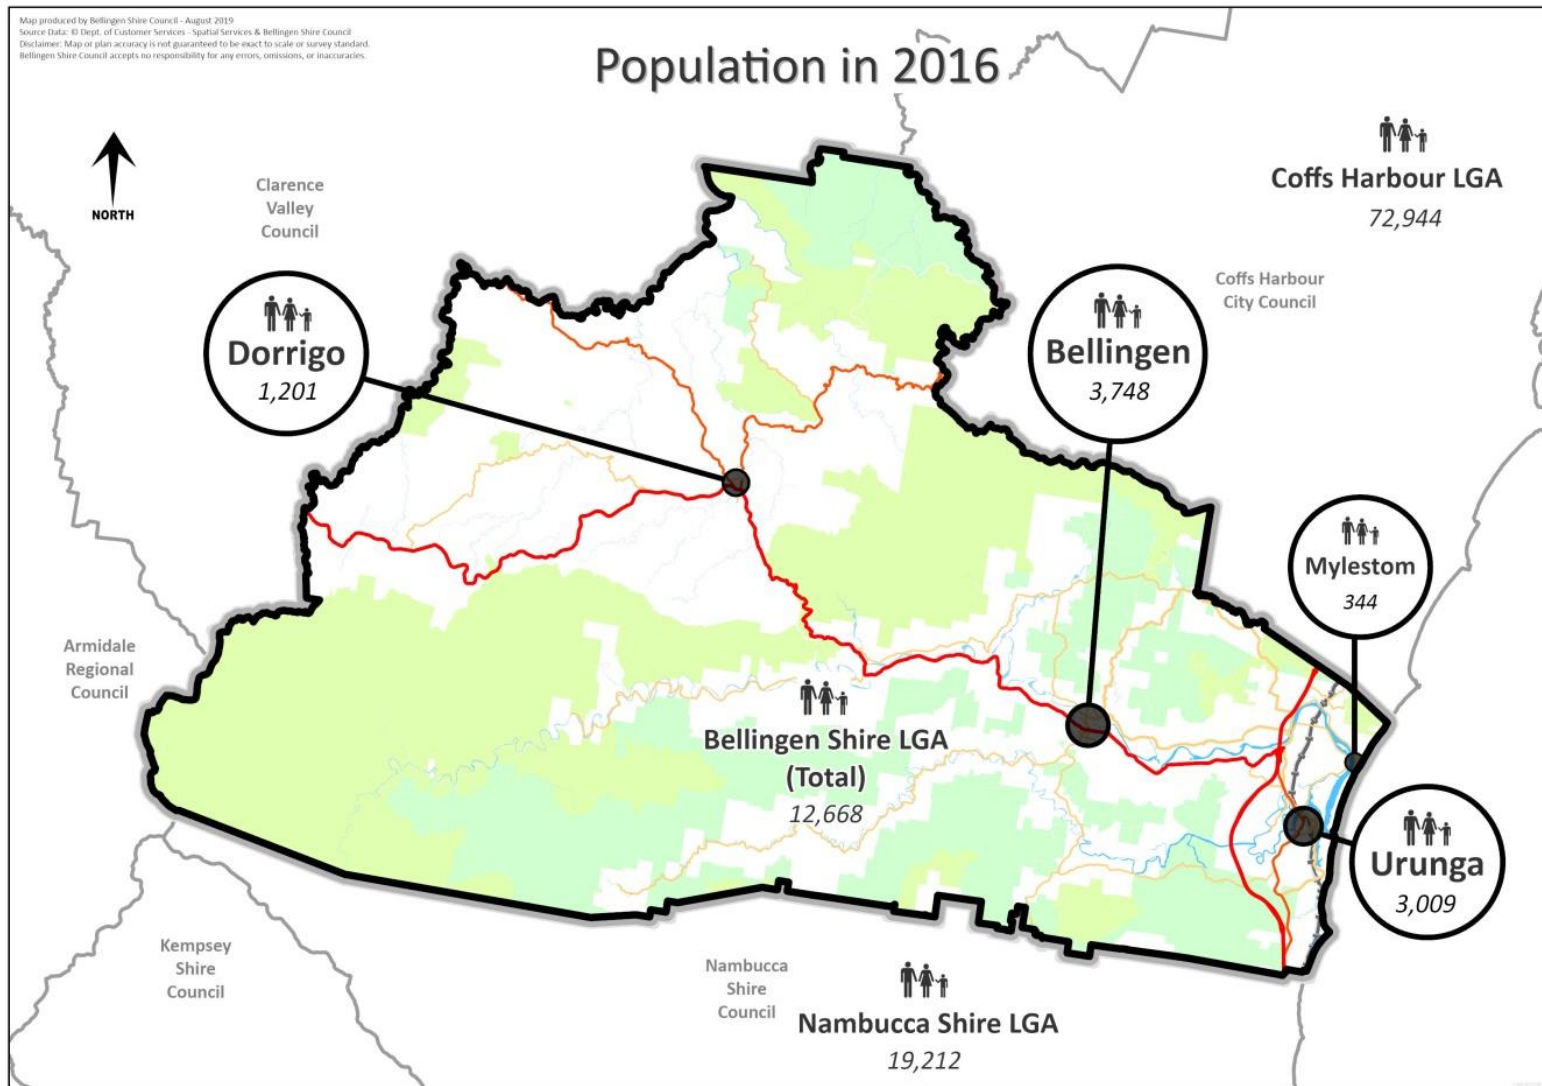 Map produced by Bellingen Shire Council - August 2019
Source Data: © Dept. of Customer Services - Spatial Services & Bellingen Shire Council
Disclaimer: Map or plan accuracy is not guaranteed to be exact to scale or survey standard.
Bellingen Shire Council accepts no responsibility for any errors, omissions, or inaccuracies.
Population in 2016
NORTH
Clarence
Valley
Council
Coffs Harbour LGA
72,944
Coffs Harbour
City Council
Dorrigo
1,201
Bellingen
3,748
Mylestom
344
Armidale
Regional
Council
Bellingen Shire LGA
(Total)
12,668
Urunga
3,009
Kempsey
Shire
Council
Nambucca
Shire
Council
Nambucca Shire LGA
19,212